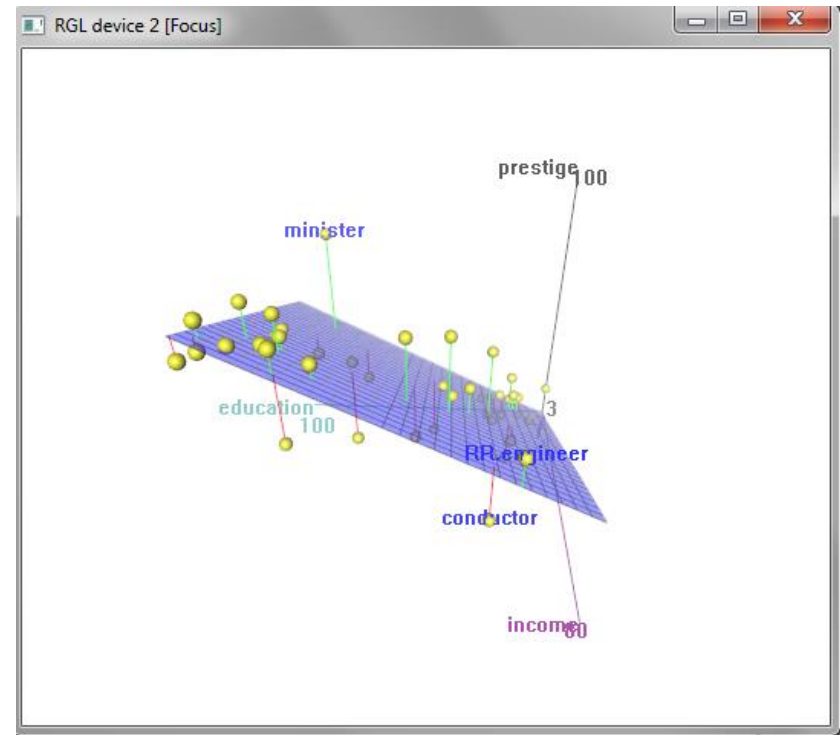 RGL device 2 [Focus]
prestige
100
minister
education
100
3
RR.engineer
conductor
income
80